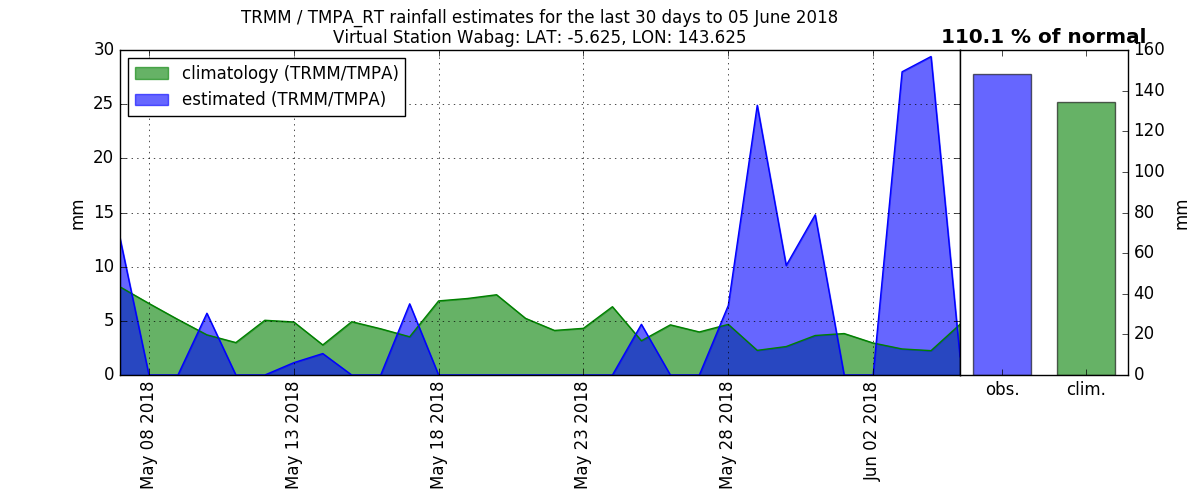 TRMM / TMPA_RT rainfall estimates for the last 30 days to 05 June 2018
Virtual Station Wabag: LAT: -5.625, LON: 143.625
110.1 % of normal
climatology (TRMM/TMPA)
estimated (TRMM/TMPA)
30
25
20
15
10
5
0
mm
May 08 2018
May 13 2018
May 18 2018
May 23 2018
May 28 2018
Jun 02 2018
obs.
clim.
160
140
120
100
80
60
40
20
0
mm